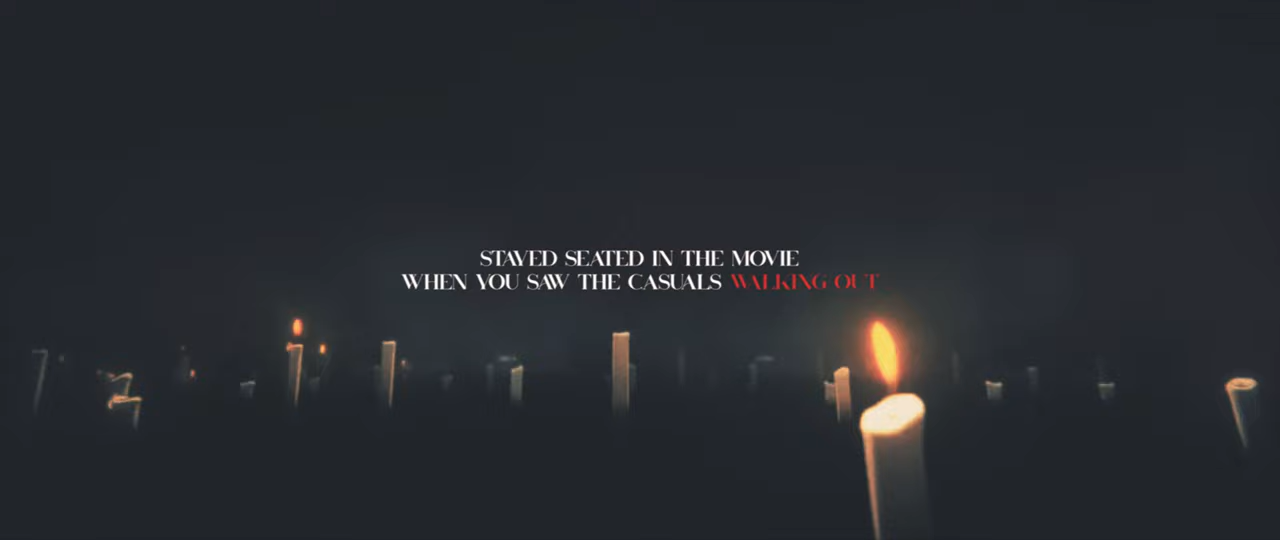 STAYED SEATED IN THE MOVIE
WHEN YOU SAW THE CASUALS WALKING OUT